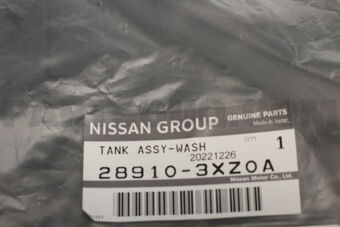 GENUINE PARTS
Made in Japan.
NISSAN GROUP
QTY
TANK ASSY-WASH
1
20221226
28910-3XZ0A
Nissan Motor Co., Ltd.